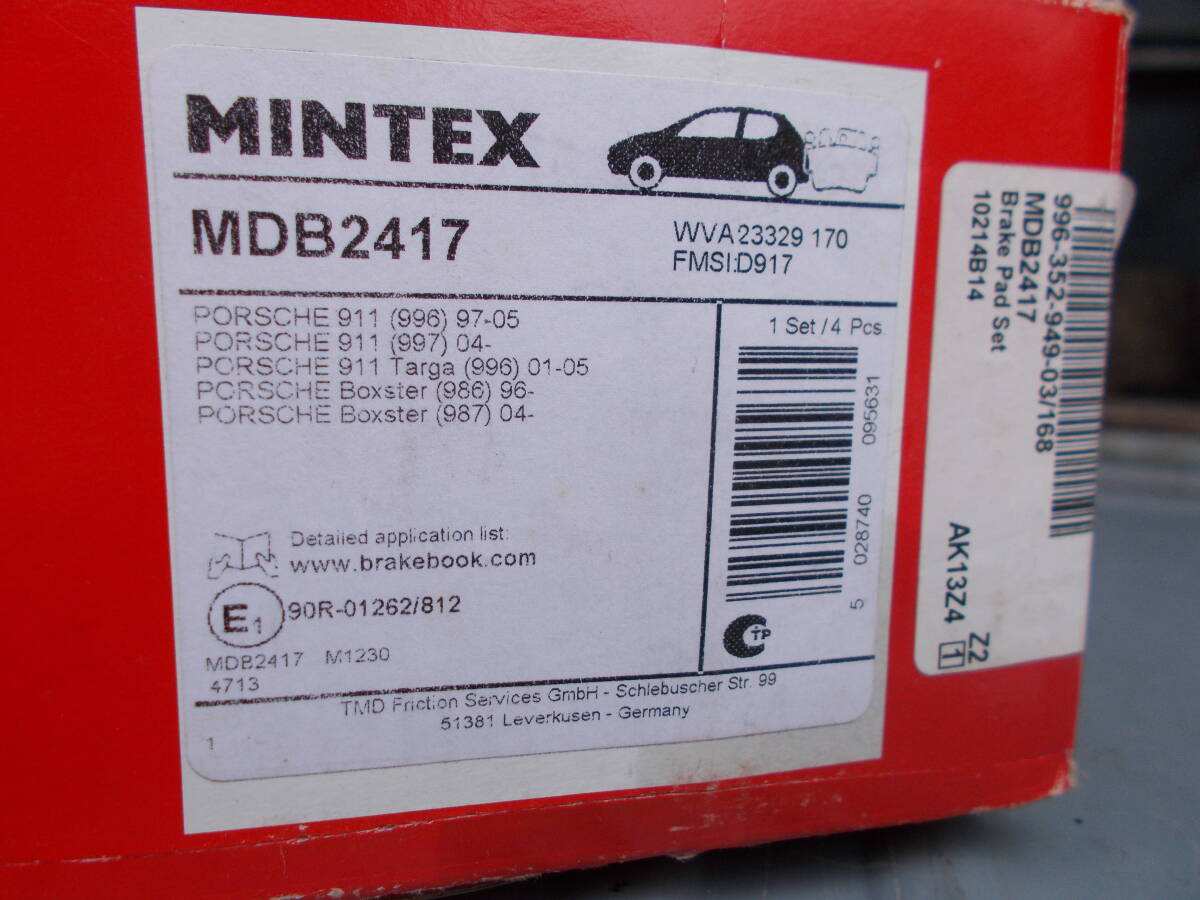 MINTEX
MDB2417
WVA 23329 170
FMSI:D917
PORSCHE 911 (996) 97-05
PORSCHE 911 (997) 04-
PORSCHE 911 Targa (996) 01-05
PORSCHE Boxster (986) 96-
PORSCHE Boxster (987) 04-
1 Set / 4 Pcs
5 028740 095631
Detailed application list:
www.brakebook.com
E1 90R-01262/812
TP
MDB2417 M1230
4713
TMD Friction Services GmbH - Schlebuscher Str. 99
51381 Leverkusen - Germany
1
996-352-949-03/168
MDB2417
Brake Pad Set
10214B14
AK13Z4
Z2
1